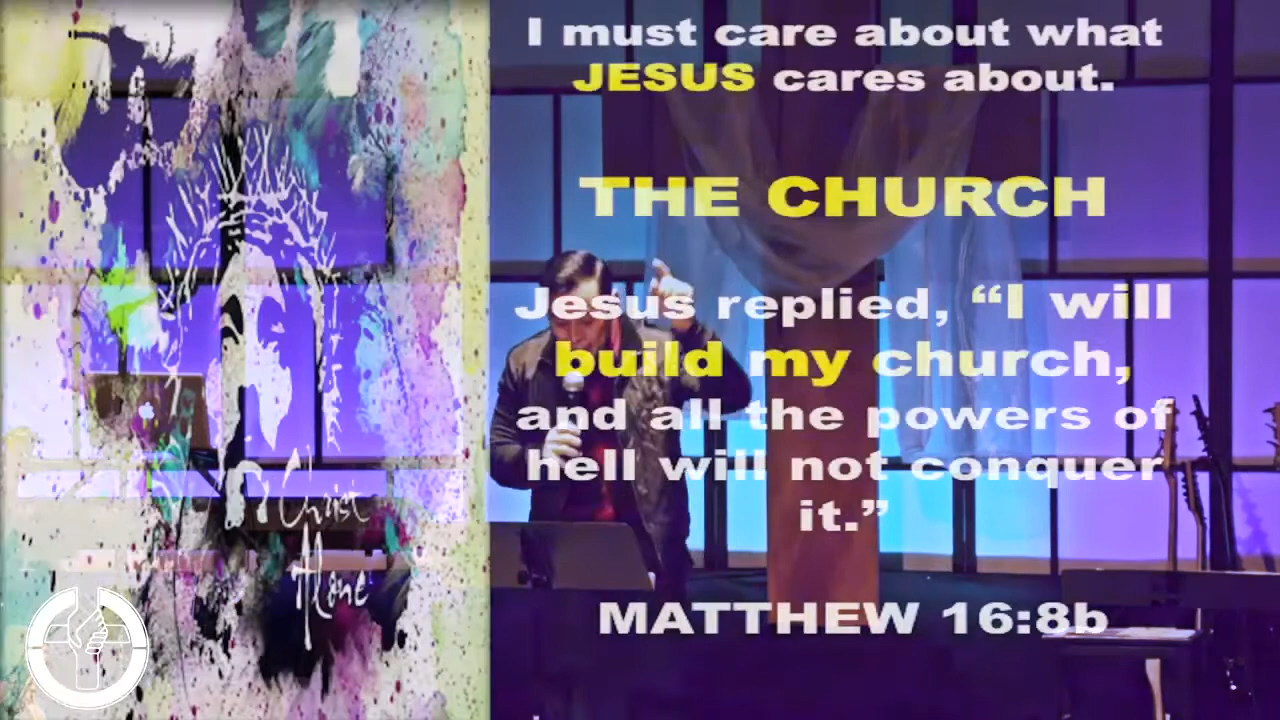 I must care about what
JESUS cares about.
THE CHURCH
Jesus replied, “I will
build my church,
and all the powers of
hell will not conquer
it.”
MATTHEW 16:8b
Christ
Alone